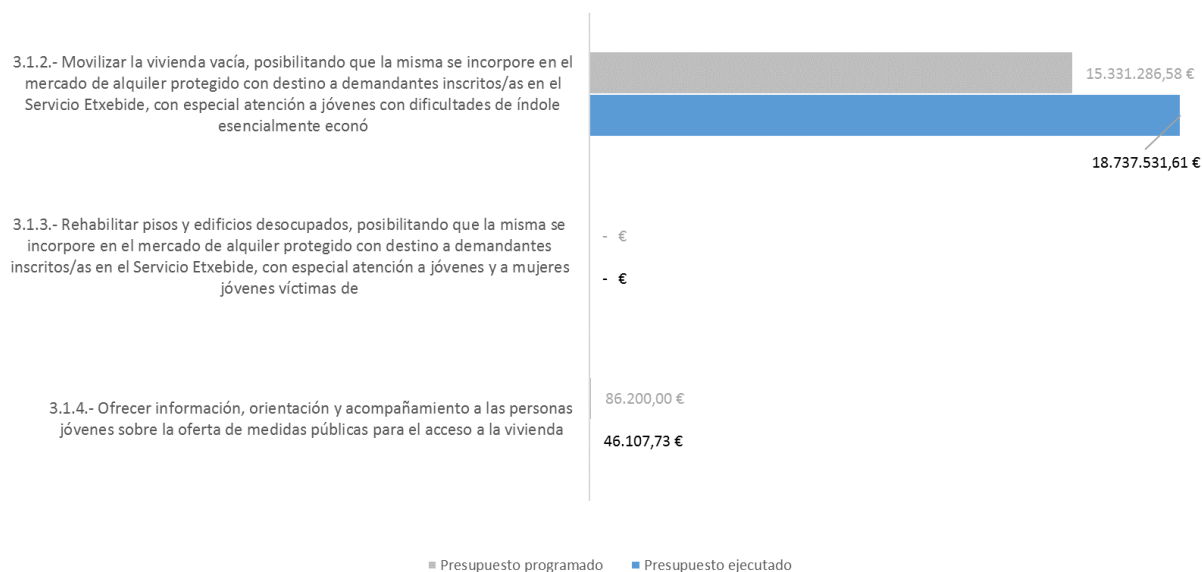 3.1.2.- Movilizar la vivienda vacía, posibilitando que la misma se incorpore en el
mercado de alquiler protegido con destino a demandantes inscritos/as en el
Servicio Etxebide, con especial atención a jóvenes con dificultades de índole
esencialmente econó
15.331.286,58 €
18.737.531,61 €
3.1.3.- Rehabilitar pisos y edificios desocupados, posibilitando que la misma se
incorpore en el mercado de alquiler protegido con destino a demandantes
inscritos/as en el Servicio Etxebide, con especial atención a jóvenes y a mujeres
jóvenes víctimas de
- €
- €
3.1.4.- Ofrecer información, orientación y acompañamiento a las personas
jóvenes sobre la oferta de medidas públicas para el acceso a la vivienda
86.200,00 €
46.107,73 €
Presupuesto programado Presupuesto ejecutado